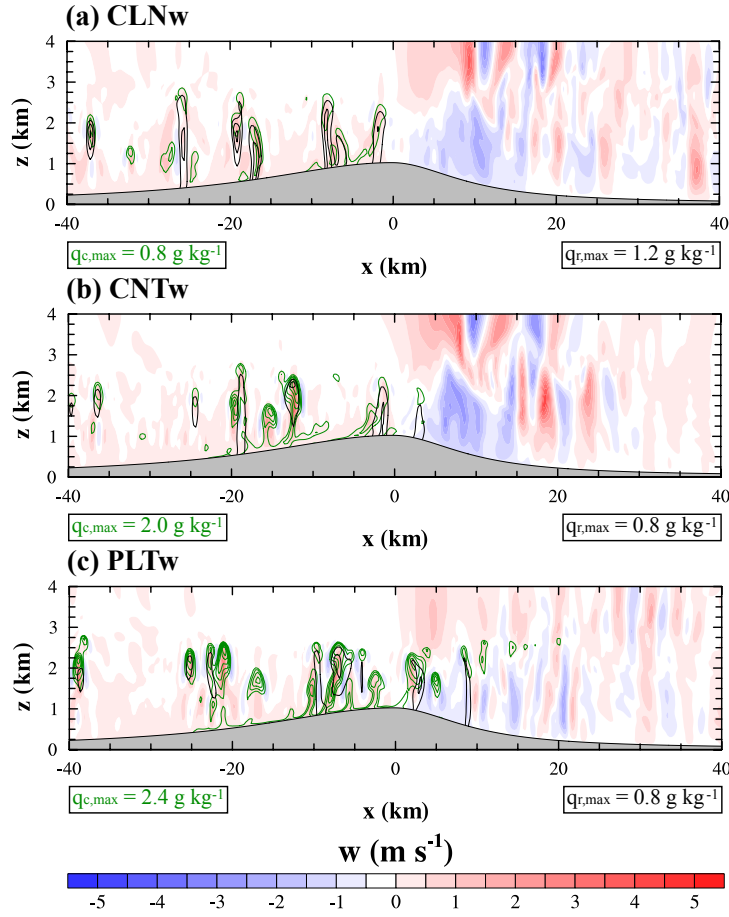 (a) CLNw
4
3
2
1
0
z (km)
-40 -20 0 20 40
x (km)
qc,max = 0.8 g kg-1
qr,max = 1.2 g kg-1
(b) CNTw
4
3
2
1
0
z (km)
-40 -20 0 20 40
x (km)
qc,max = 2.0 g kg-1
qr,max = 0.8 g kg-1
(c) PLTw
4
3
2
1
0
z (km)
-40 -20 0 20 40
x (km)
qc,max = 2.4 g kg-1
qr,max = 0.8 g kg-1
w (m s-1)
-5 -4 -3 -2 -1 0 1 2 3 4 5